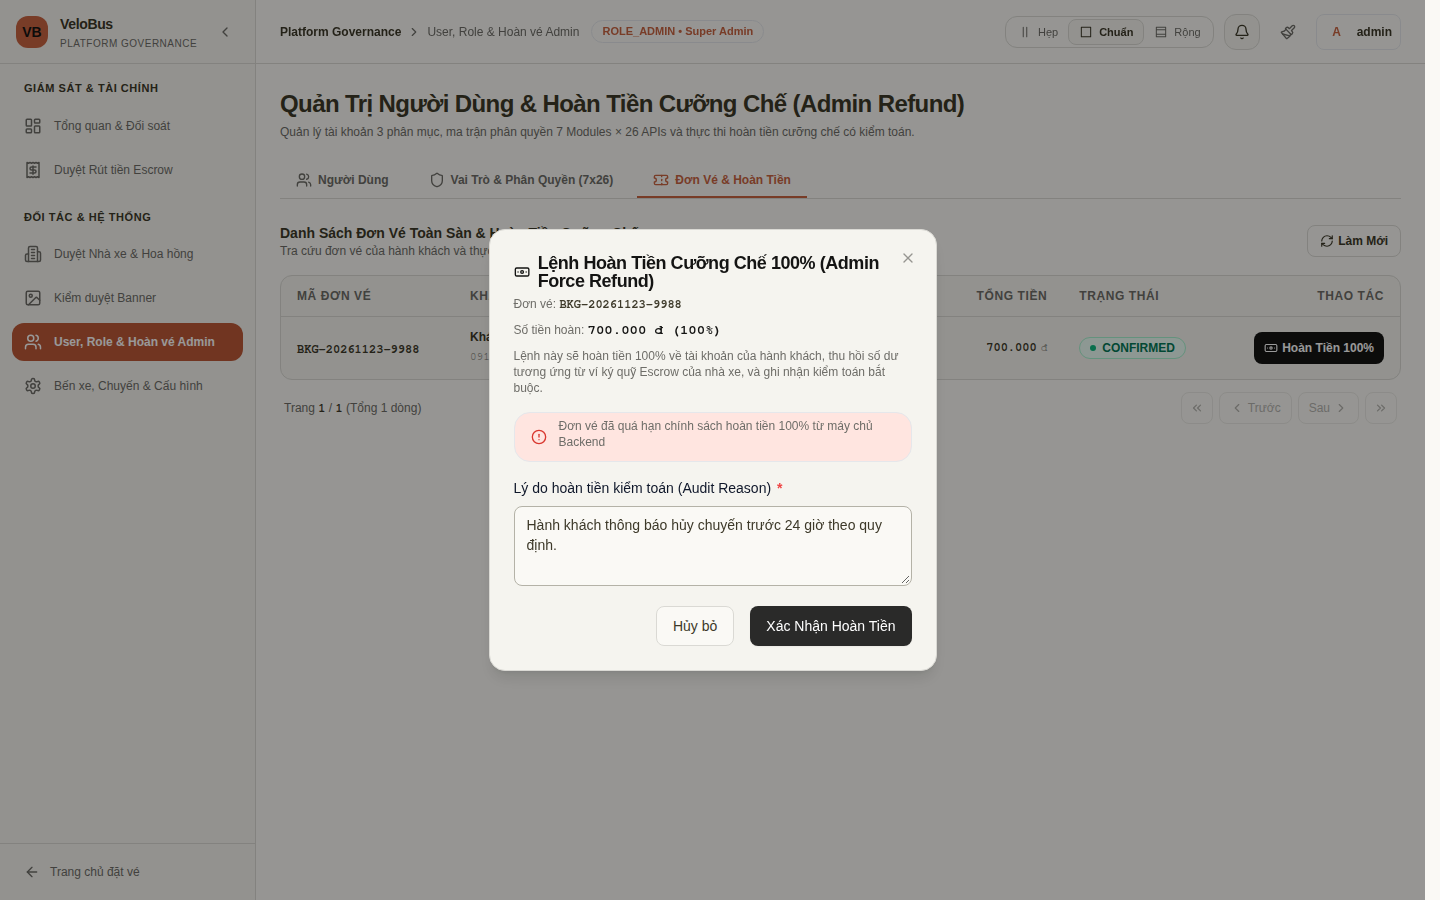 VB
VeloBus
PLATFORM GOVERNANCE
GIÁM SÁT & TÀI CHÍNH
Tổng quan & Đối soát
Duyệt Rút tiền Escrow
ĐỐI TÁC & HỆ THỐNG
Duyệt Nhà xe & Hoa hồng
Kiểm duyệt Banner
User, Role & Hoàn vé Admin
Bến xe, Chuyến & Cấu hình
Trang chủ đặt vé
Platform Governance > User, Role & Hoàn vé Admin ROLE_ADMIN • Super Admin
Hẹp Chuẩn Rộng
A admin
Quản Trị Người Dùng & Hoàn Tiền Cưỡng Chế (Admin Refund)
Quản lý tài khoản 3 phân mục, ma trận phân quyền 7 Modules × 26 APIs và thực thi hoàn tiền cưỡng chế có kiểm toán.
Người Dùng Vai Trò & Phân Quyền (7x26) Đơn Vé & Hoàn Tiền
Danh Sách Đơn Vé Toàn Sàn &
Tra cứu đơn vé của hành khách và
Làm Mới
MÃ ĐƠN VÉ TỔNG TIỀN TRẠNG THÁI THAO TÁC
BKG-20261123-9988 700.000 đ CONFIRMED Hoàn Tiền 100%
Trang 1 / 1 (Tổng 1 dòng)
Trước Sau
Lệnh Hoàn Tiền Cưỡng Chế 100% (Admin
Force Refund)
Đơn vé: BKG-20261123-9988
Số tiền hoàn: 700.000 đ (100%)
Lệnh này sẽ hoàn tiền 100% về tài khoản của hành khách, thu hồi số dư
tương ứng từ ví ký quỹ Escrow của nhà xe, và ghi nhận kiểm toán bắt
buộc.
Đơn vé đã quá hạn chính sách hoàn tiền 100% từ máy chủ
Backend
Lý do hoàn tiền kiểm toán (Audit Reason) *
Hành khách thông báo hủy chuyến trước 24 giờ theo quy
định.
Hủy bỏ Xác Nhận Hoàn Tiền